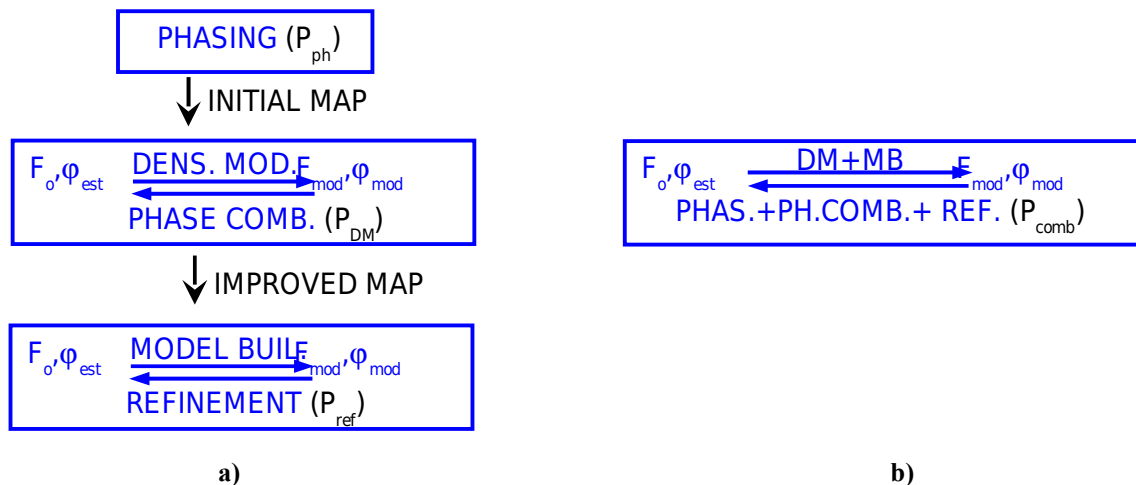 PHASING (Pph)
INITIAL MAP
Fo,φest DENS. MOD. Fmod,φmod
PHASE COMB. (PDM)
IMPROVED MAP
Fo,φest MODEL BUIL. Fmod,φmod
REFINEMENT (Pref)
a)
Fo,φest DM+MB Fmod,φmod
PHAS.+PH.COMB.+ REF. (Pcomb)
b)